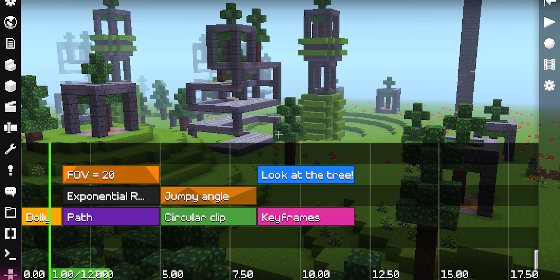 FOV = 20
Look at the tree!
Exponential R...
Jumpy angle
Dolly
Path
Circular clip
Keyframes
0.00 1.00/12.000 5.00 7.50 10.00 12.50 15.00 17.50